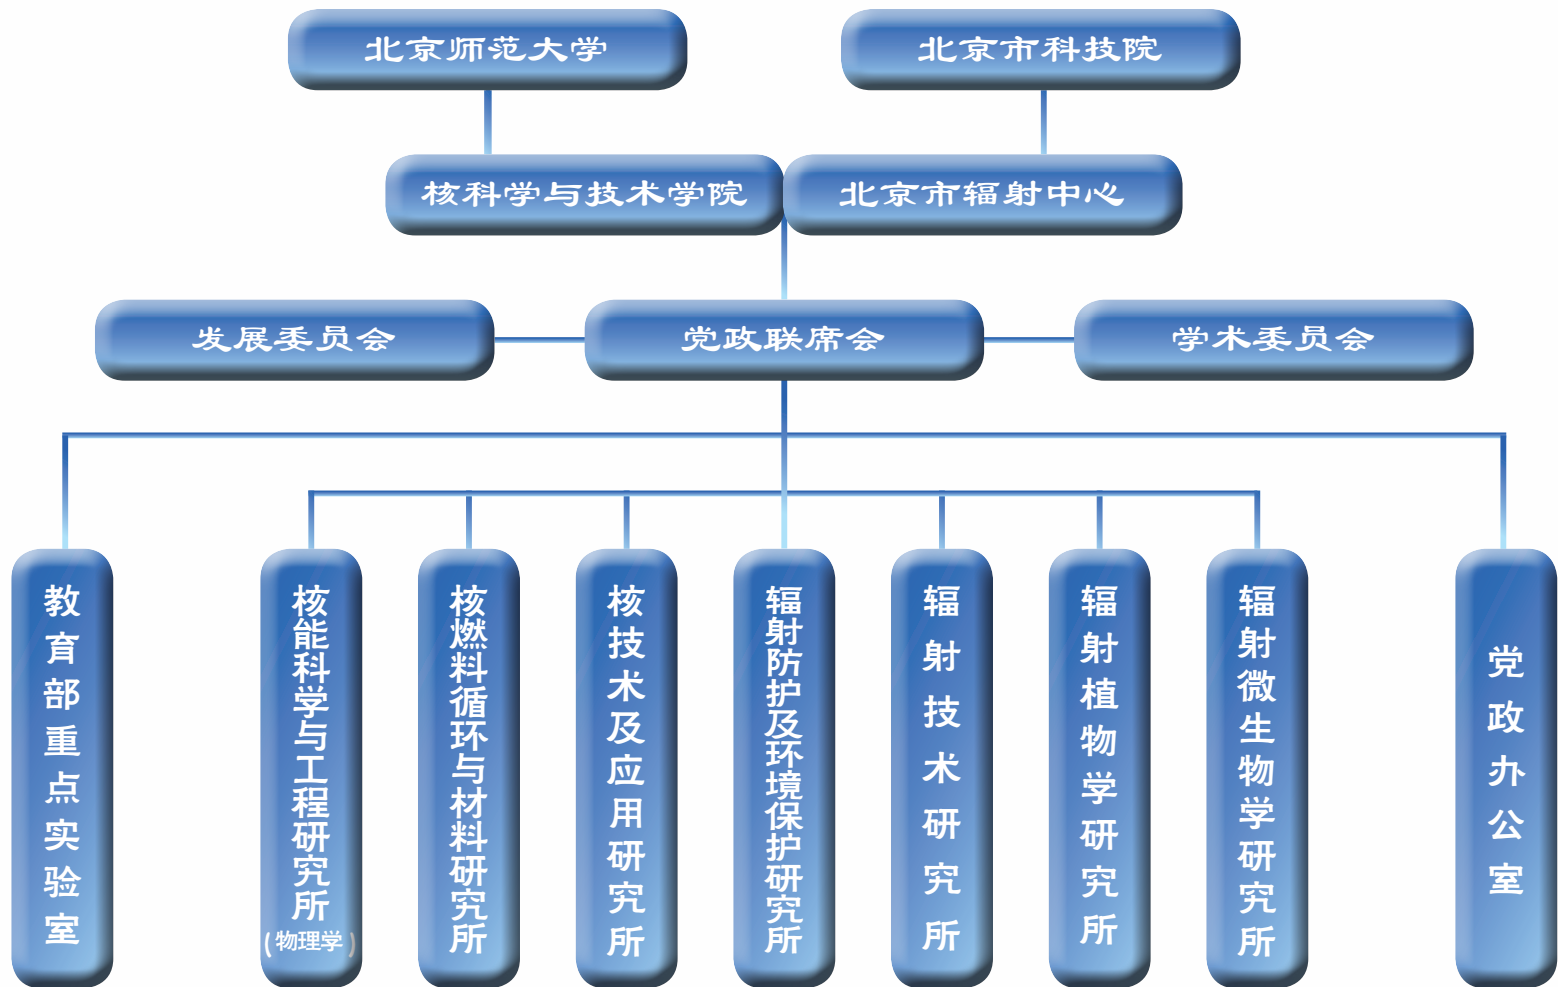 北京师范大学
北京市科技院
核科学与技术学院
北京市辐射中心
发展委员会
党政联席会
学术委员会
教育部重点实验室
核能科学与工程研究所
(物理学)
核燃料循环与材料研究所
核技术及应用研究所
辐射防护及环境保护研究所
辐射技术研究所
辐射植物学研究所
辐射微生物学研究所
党政办公室